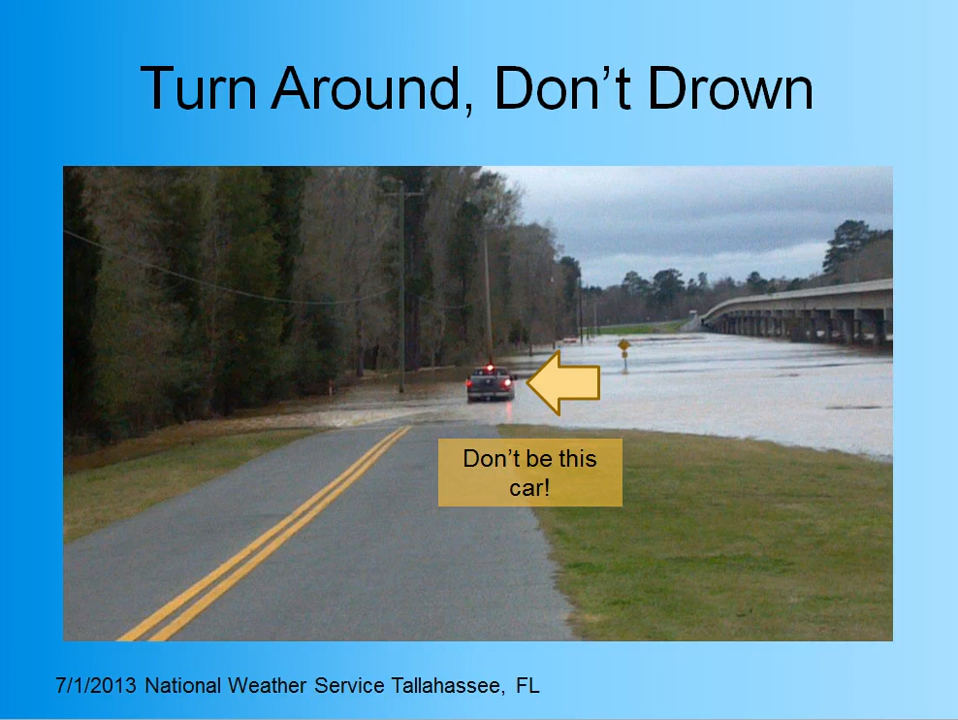 Turn Around, Don’t Drown
Don’t be this
car!
7/1/2013 National Weather Service Tallahassee, FL